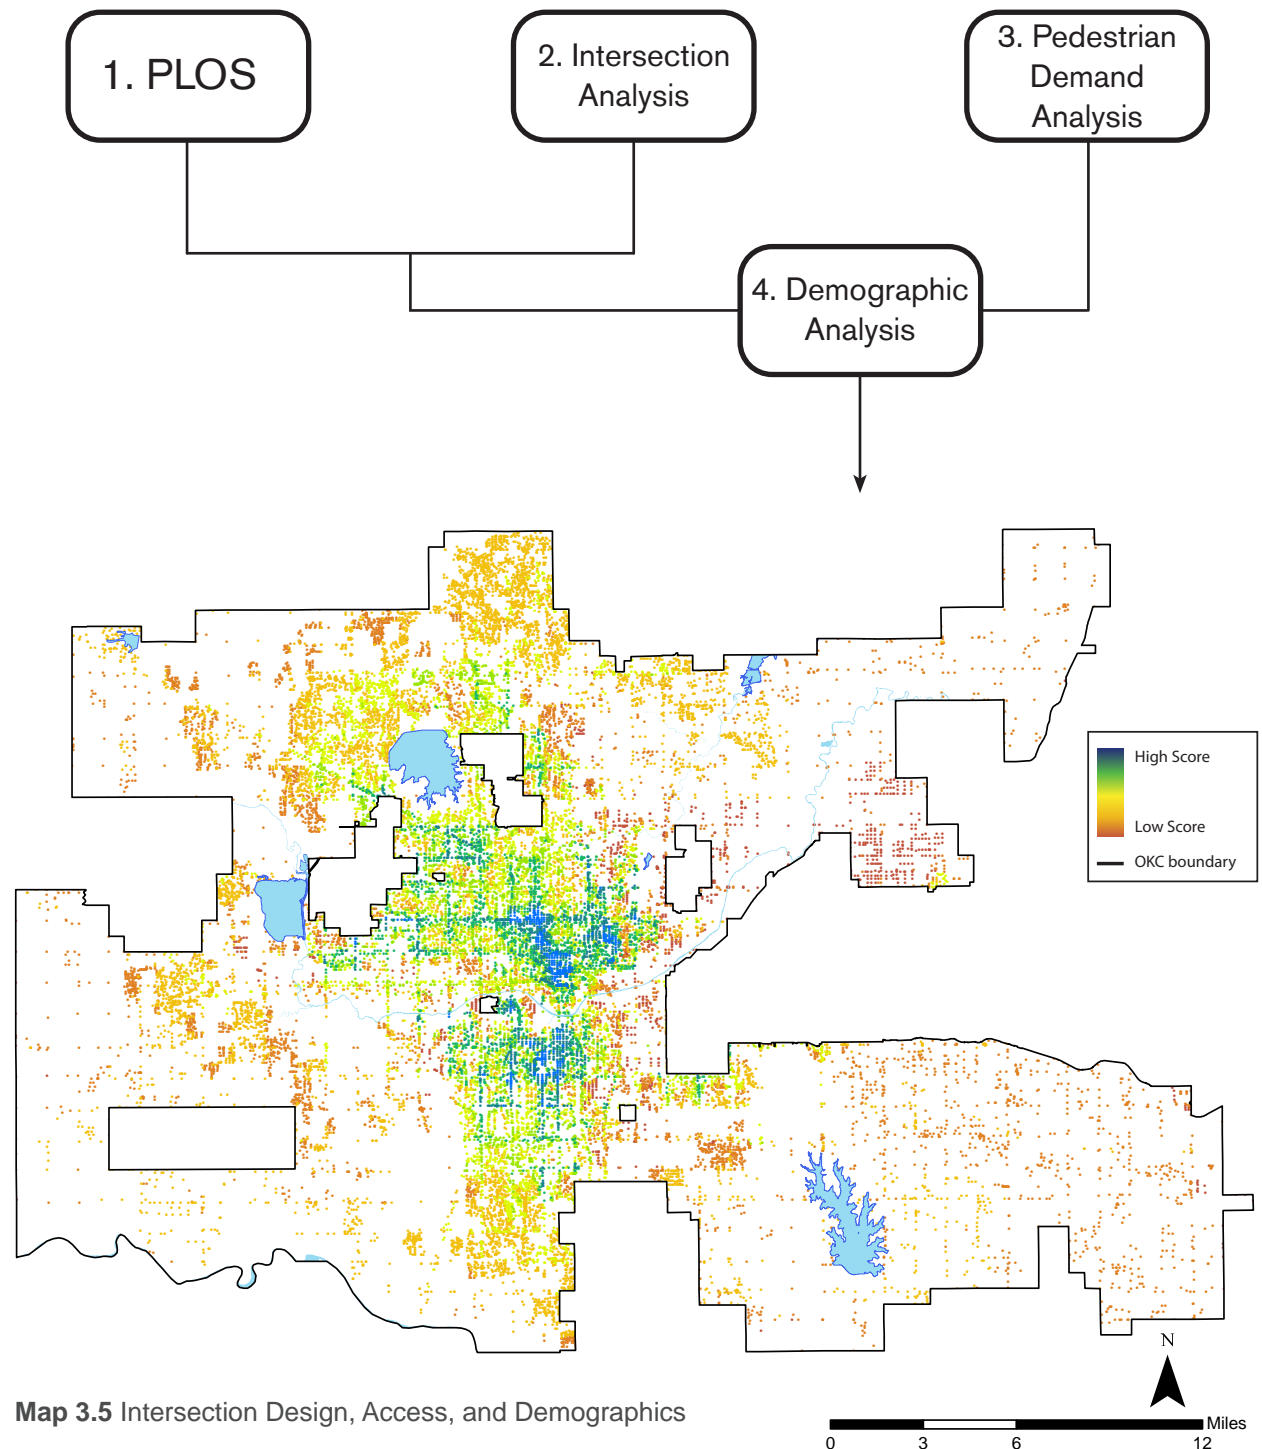 1. PLOS
2. Intersection
Analysis
3. Pedestrian
Demand
Analysis
4. Demographic
Analysis
High Score
Low Score
OKC boundary
N
Map 3.5 Intersection Design, Access, and Demographics
Miles
0 3 6 12